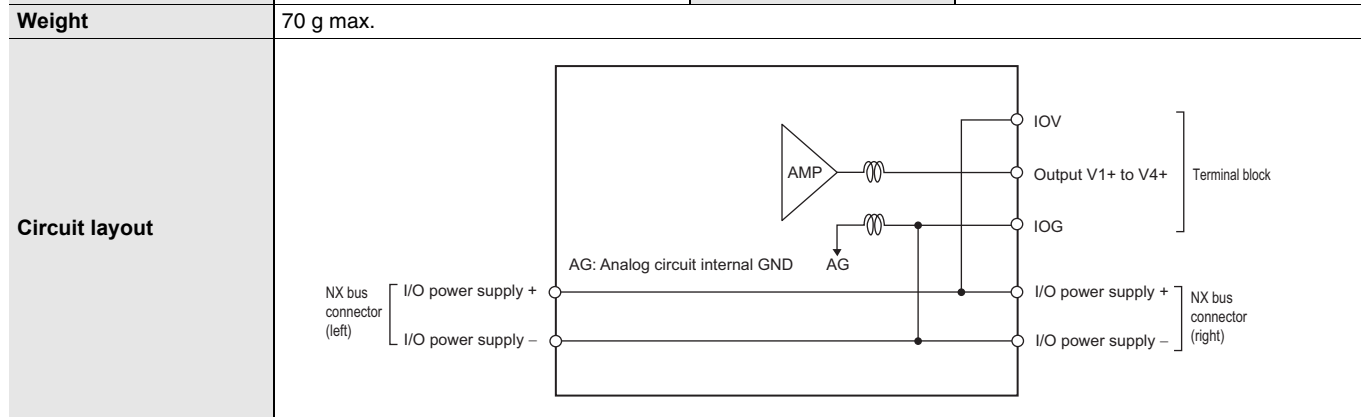 Weight
70 g max.
Circuit layout
IOV
AMP
Output V1+ to V4+
Terminal block
IOG
AG: Analog circuit internal GND
AG
NX bus
connector
(left)
I/O power supply +
I/O power supply –
I/O power supply +
I/O power supply –
NX bus
connector
(right)